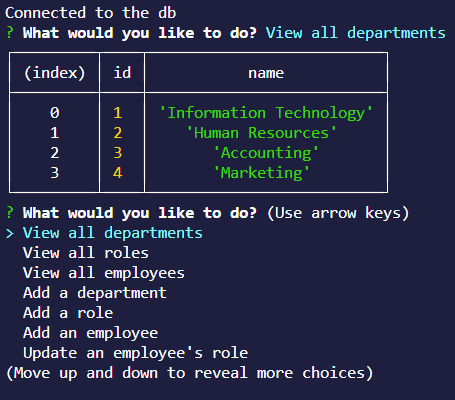 Connected to the db
? What would you like to do? View all departments
(index) id name
0 1 'Information Technology'
1 2 'Human Resources'
2 3 'Accounting'
3 4 'Marketing'
? What would you like to do? (Use arrow keys)
> View all departments
View all roles
View all employees
Add a department
Add a role
Add an employee
Update an employee's role
(Move up and down to reveal more choices)